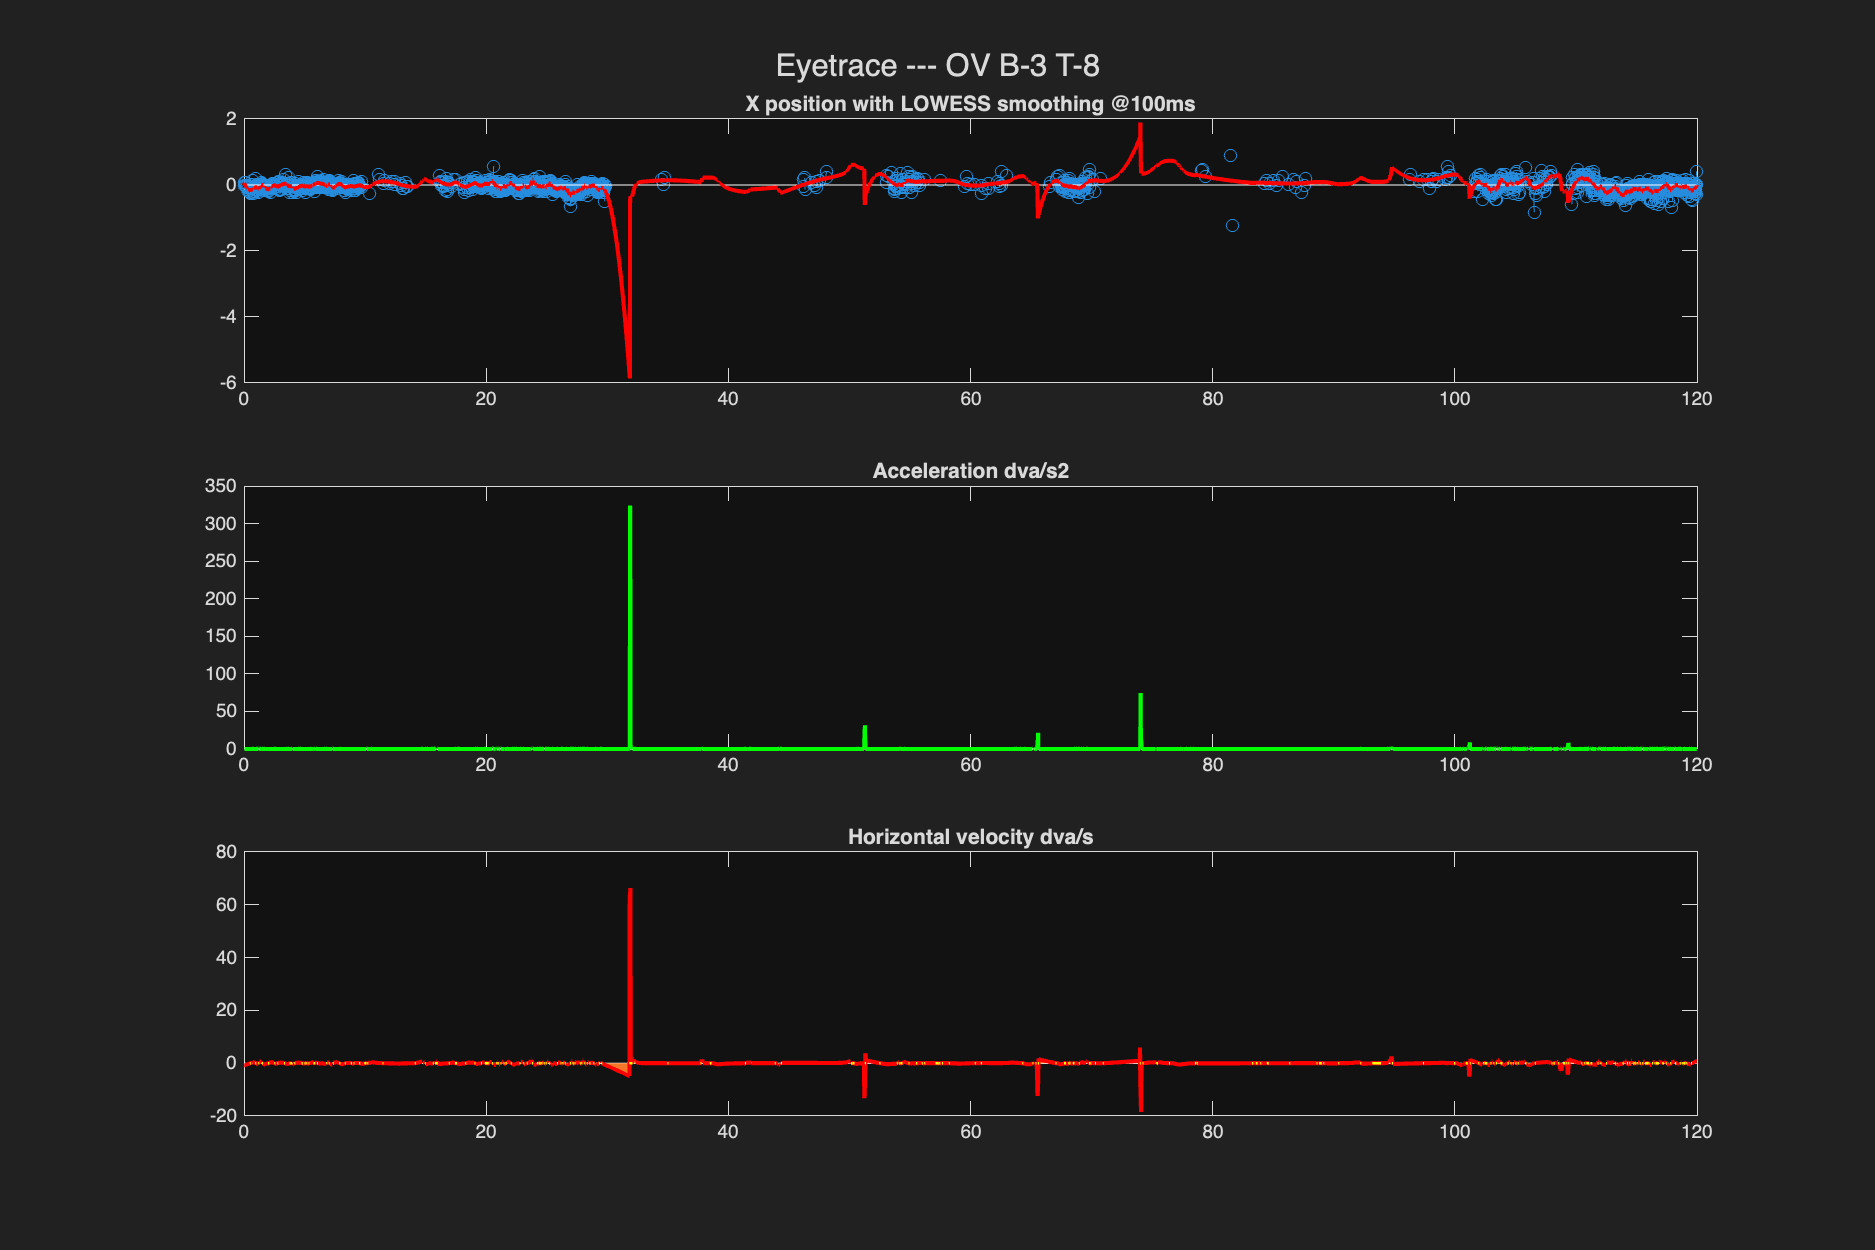 Eyetrace --- OV B-3 T-8
X position with LOWESS smoothing @100ms
2
0
-2
-4
-6
0 20 40 60 80 100 120
Acceleration dva/s2
350
300
250
200
150
100
50
0
0 20 40 60 80 100 120
Horizontal velocity dva/s
80
60
40
20
0
-20
0 20 40 60 80 100 120